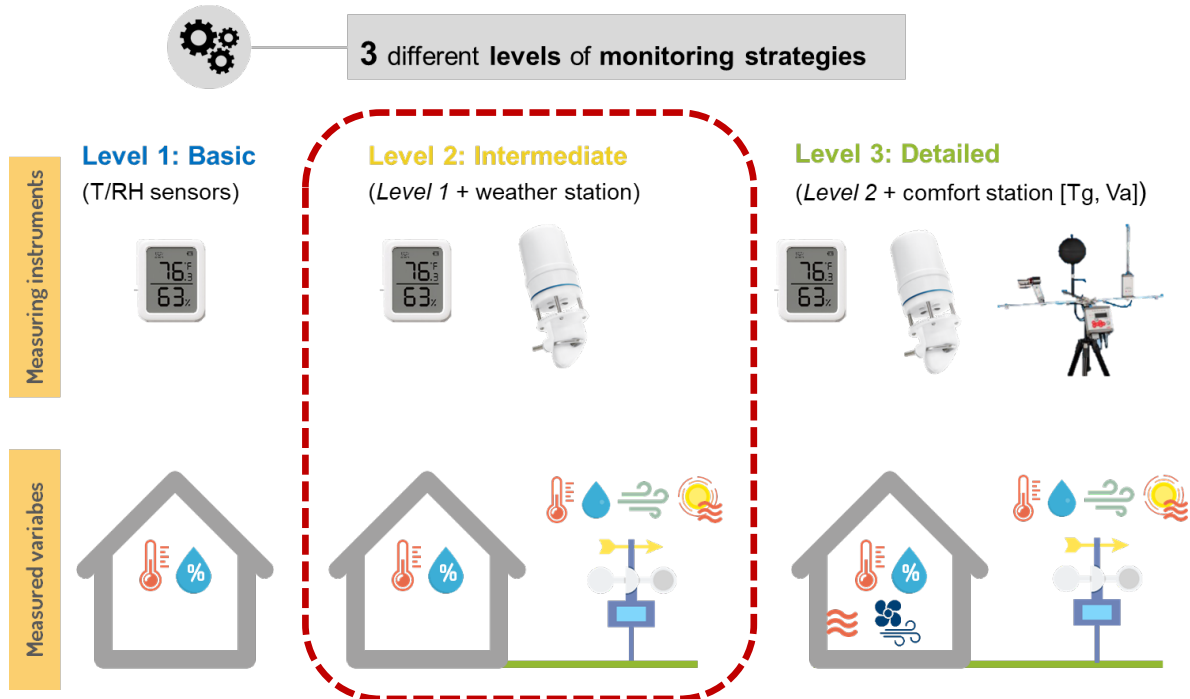 3 different levels of monitoring strategies
Level 1: Basic
Level 2: Intermediate
Level 3: Detailed
(T/RH sensors)
(Level 1 + weather station)
(Level 2 + comfort station [Tg, Va])
Measuring instruments
76.3 °F
63%
76.3 °F
63%
76.3 °F
63%
Measured variabes
%
%
%